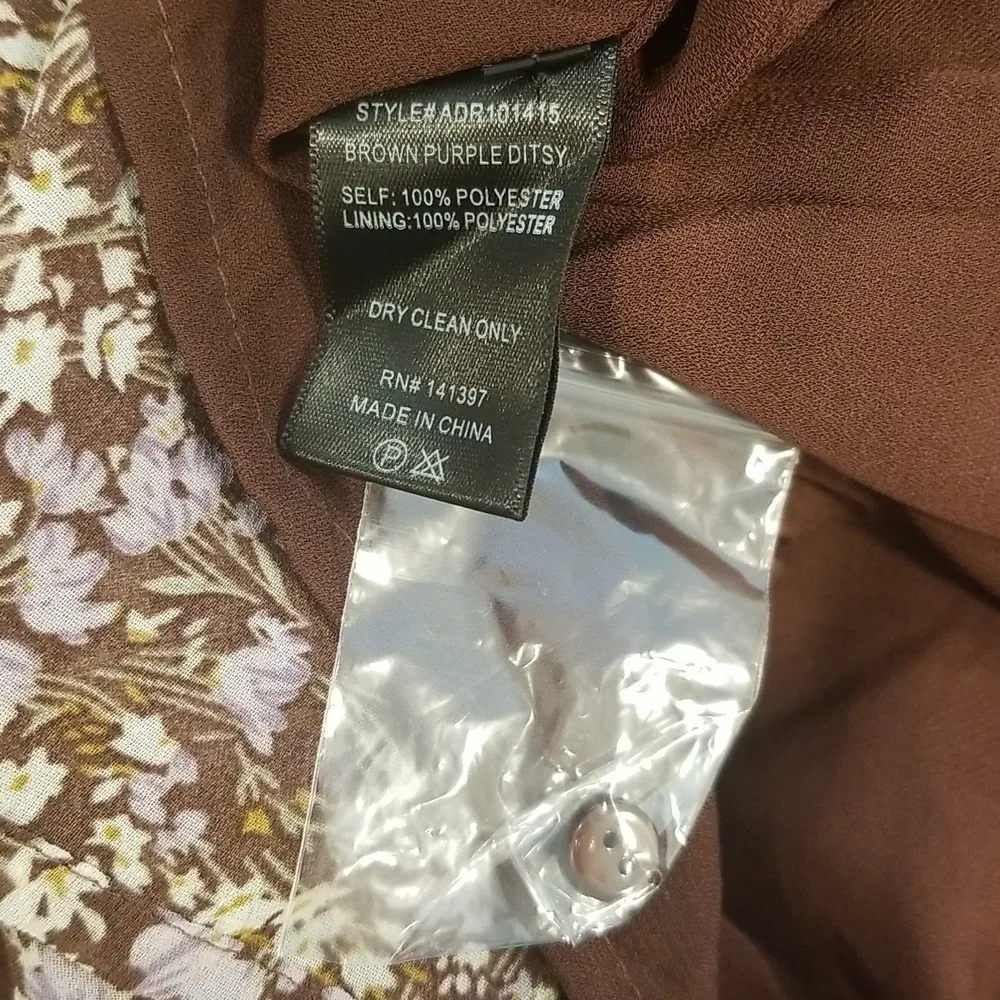 STYLE#ADR101415
BROWN PURPLE DITSY
SELF: 100% POLYESTER
LINING:100% POLYESTER
DRY CLEAN ONLY
RN# 141397
MADE IN CHINA
P